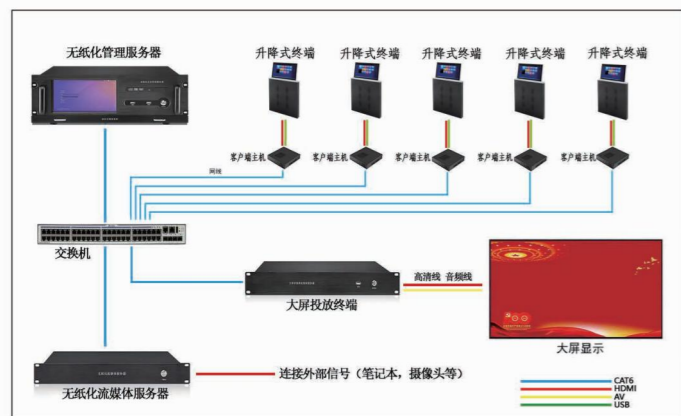 无纸化管理服务器
升降式终端 升降式终端 升降式终端 升降式终端 升降式终端
客户端主机 客户端主机 客户端主机 客户端主机 客户端主机
网线
交换机
高清线 音频线
大屏投放终端
大屏显示
连接外部信号（笔记本，摄像头等）
无纸化流媒体服务器
CAT6
HDMI
AV
USB